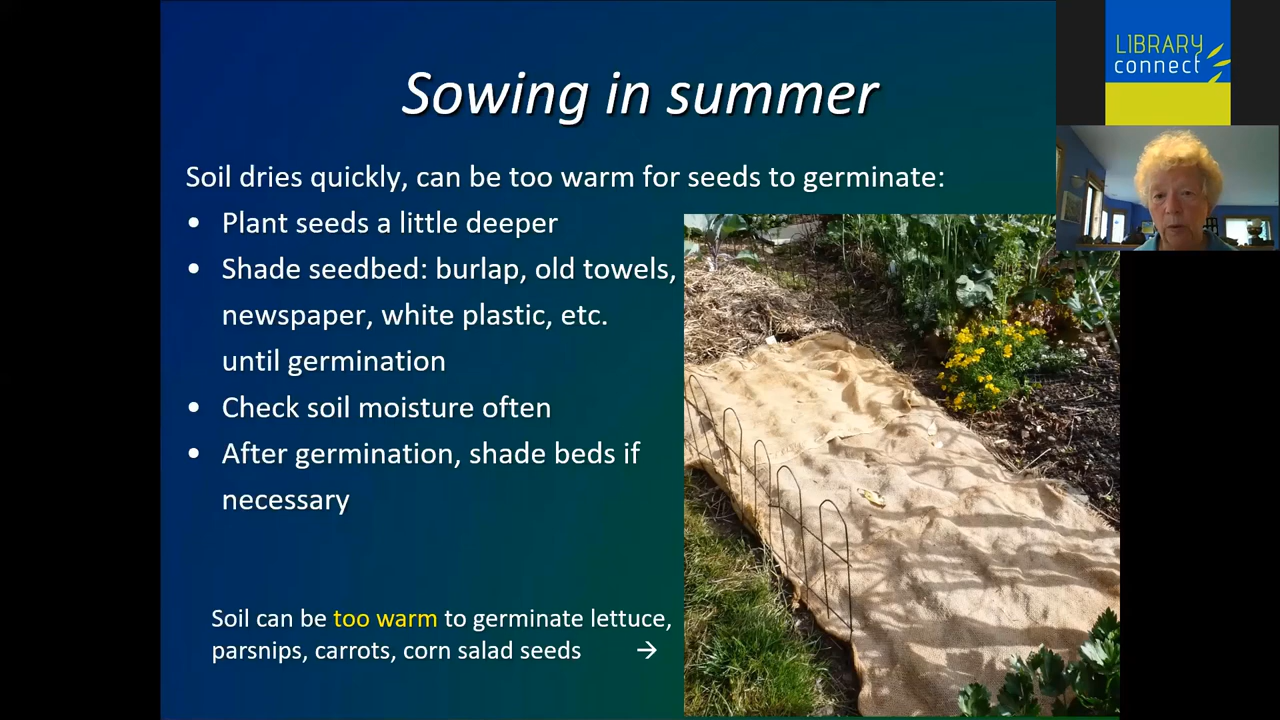 Sowing in summer
LIBRARY
connect
Soil dries quickly, can be too warm for seeds to germinate:
• Plant seeds a little deeper
• Shade seedbed: burlap, old towels,
newspaper, white plastic, etc.
until germination
• Check soil moisture often
• After germination, shade beds if
necessary
Soil can be too warm to germinate lettuce,
parsnips, carrots, corn salad seeds →